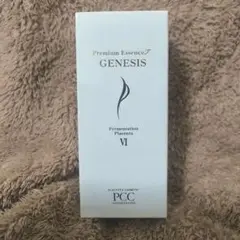 Premium Essence
GENESIS
Fermentation
Placenta
VI
PCC